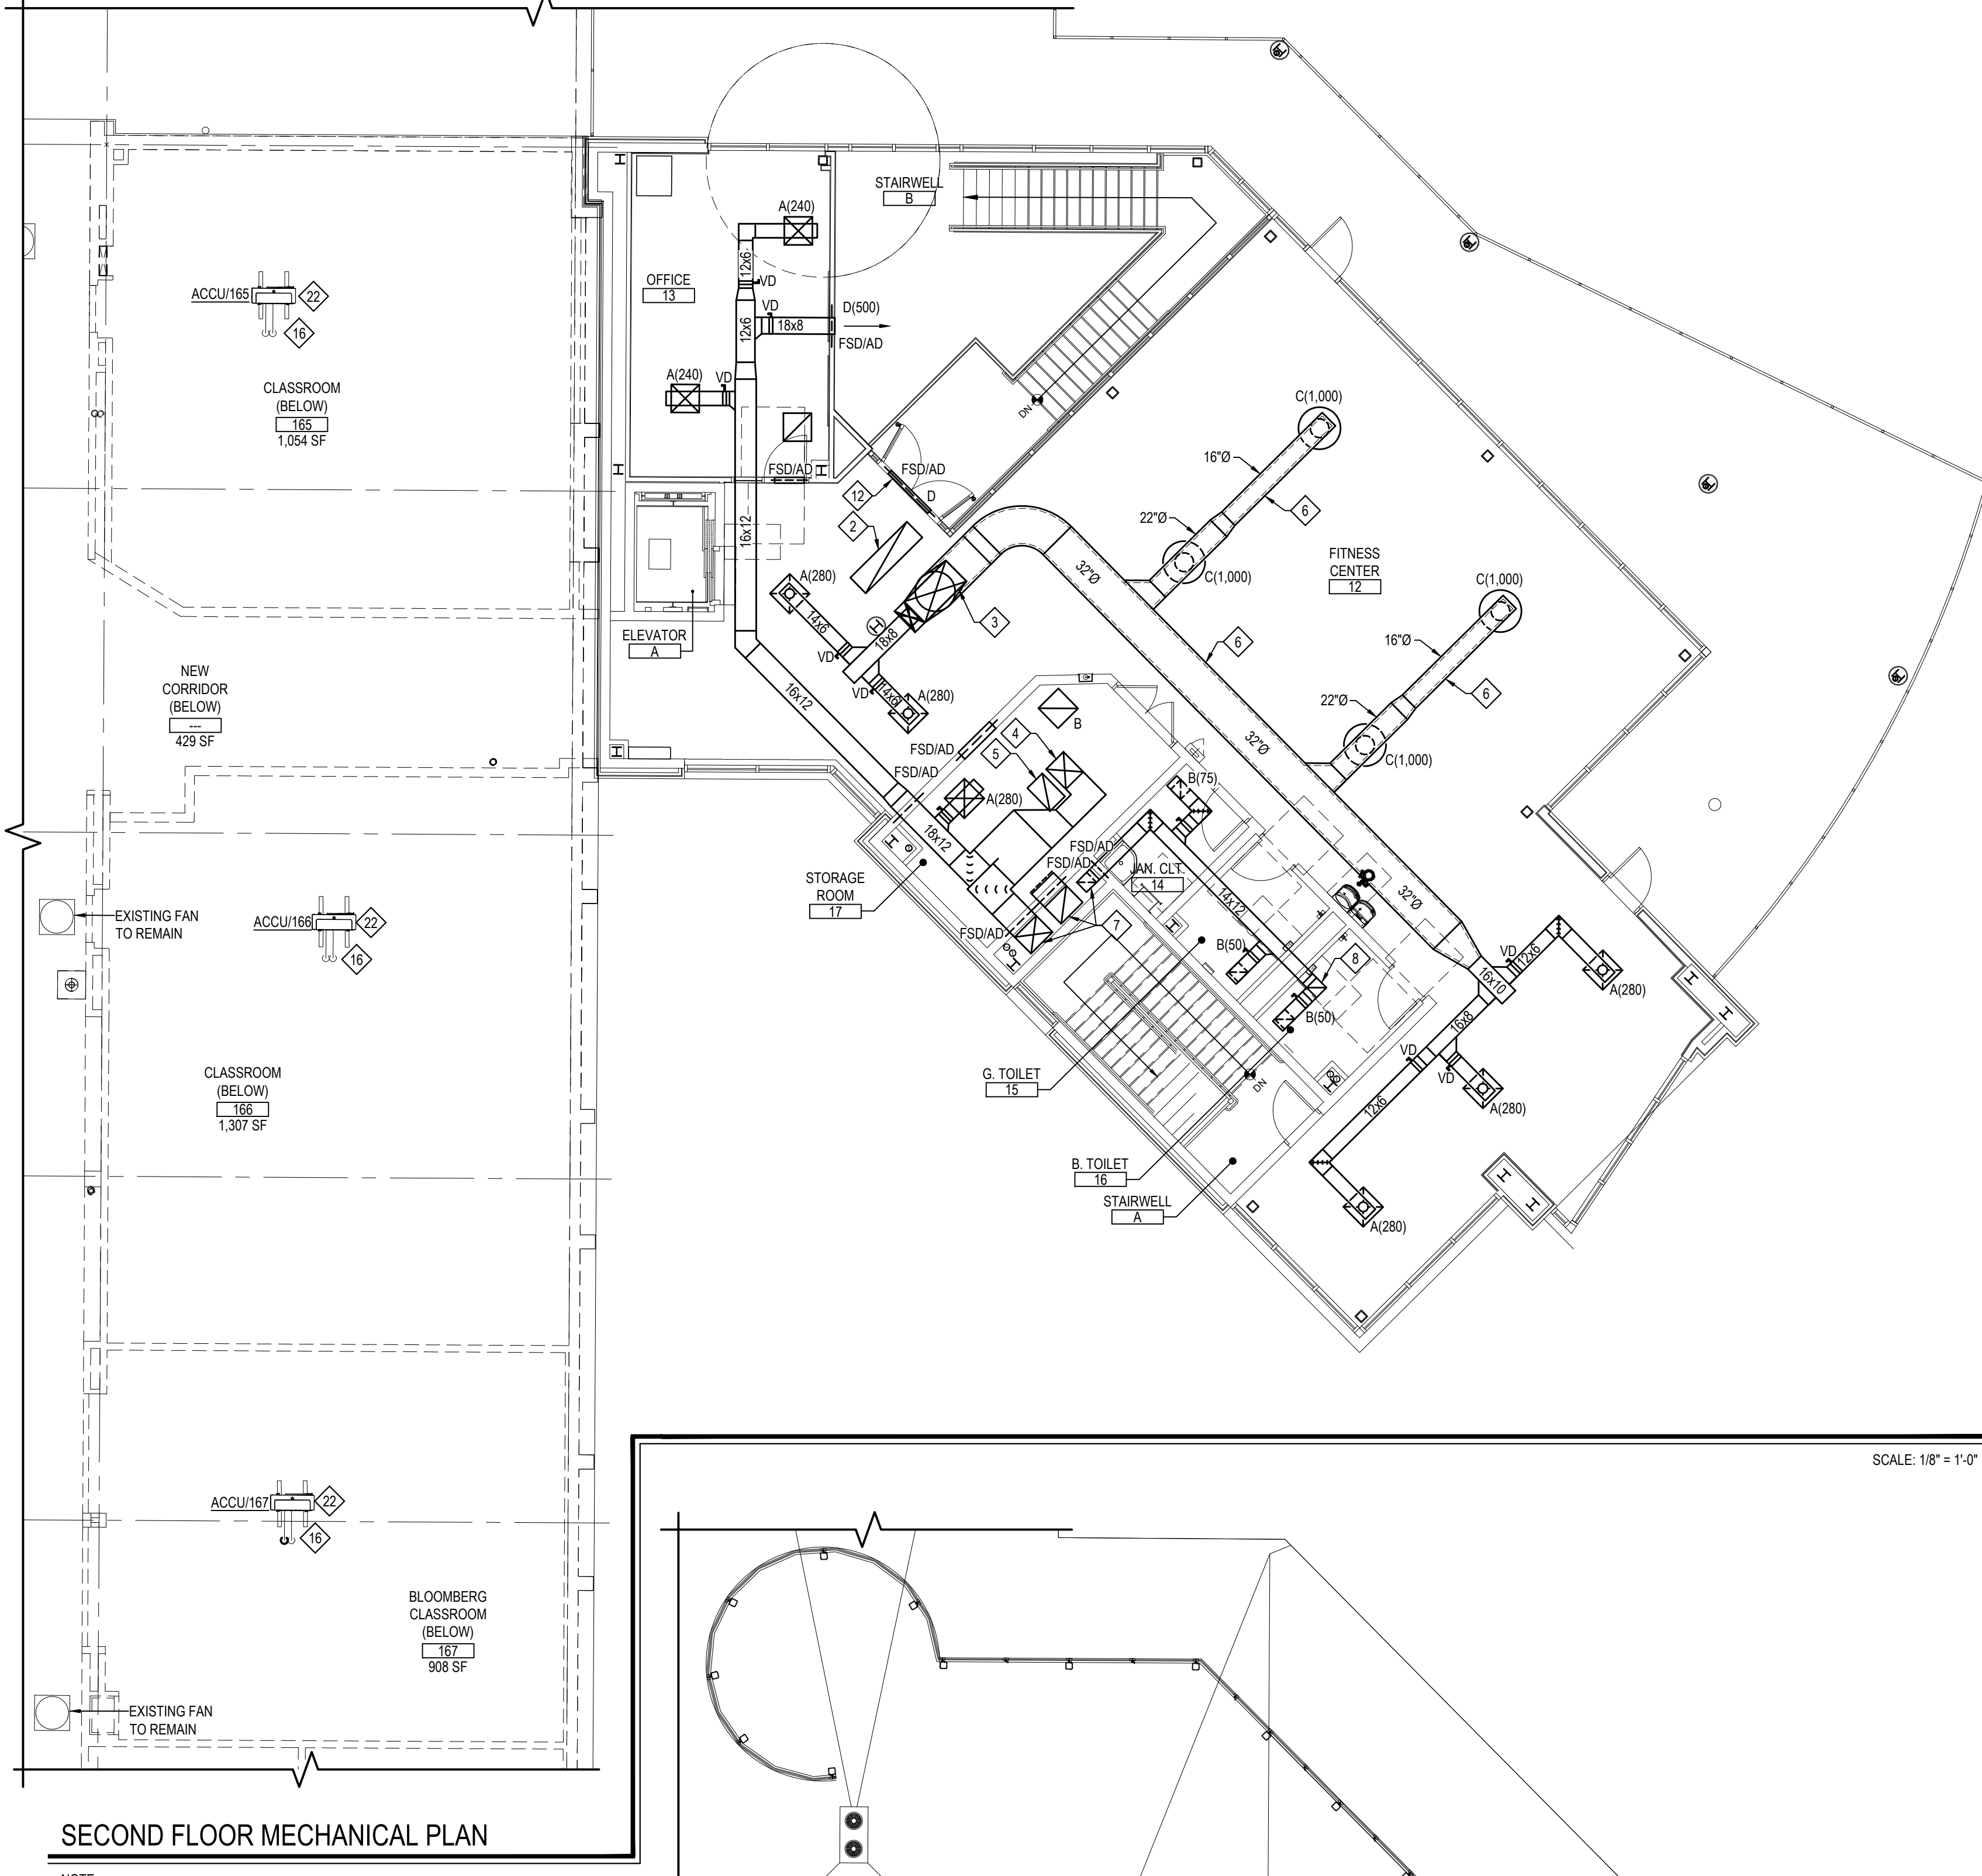 STAIRWELL
B
A(240)
OFFICE
13
12x6
VD
VD
D(500)
12x6
18x8
FSD/AD
A(240)
VD
ACCU/165
22
16
CLASSROOM
(BELOW)
165
1,054 SF
DN
C(1,000)
16"Ø
6
22"Ø
C(1,000)
FSD/AD
FSD/AD
12
D
2
16x12
FITNESS
CENTER
12
32"Ø
C(1,000)
A(280)
14x6
3
18x8
VD
6
16"Ø
6
ELEVATOR
A
22"Ø
C(1,000)
NEW
CORRIDOR
(BELOW)
---
429 SF
16x12
VD
14x6
A(280)
B
4
5
FSD/AD
FSD/AD
32"Ø
B(75)
A(280)
18x12
FSD/AD
FSD/AD
JAN. CLT.
14
STORAGE
ROOM
17
14x12
32"Ø
EXISTING FAN
TO REMAIN
ACCU/166
22
16
FSD/AD
7
B(50)
8
B(50)
VD
12x6
16x10
A(280)
16x8
VD
VD
A(280)
12x6
A(280)
CLASSROOM
(BELOW)
166
1,307 SF
G. TOILET
15
DN
B. TOILET
16
STAIRWELL
A
SCALE: 1/8" = 1'-0"
ACCU/167
22
16
BLOOMBERG
CLASSROOM
(BELOW)
167
908 SF
EXISTING FAN
TO REMAIN
SECOND FLOOR MECHANICAL PLAN